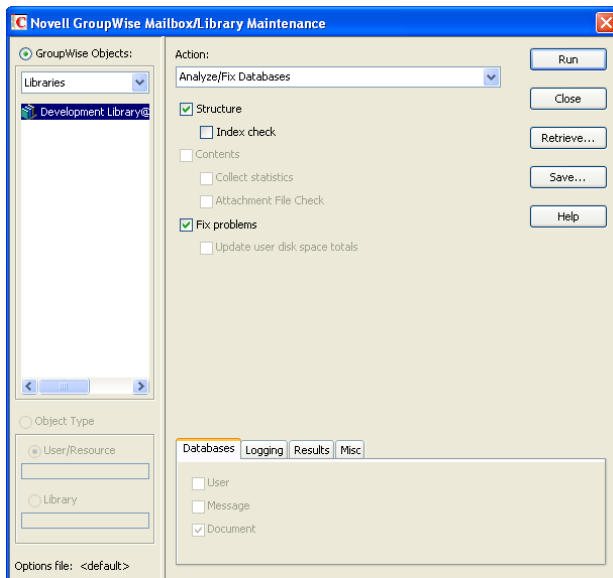 Novell GroupWise Mailbox/Library Maintenance
GroupWise Objects:
Libraries
Development Library@
Object Type
User/Resource
Library
Options file: <default>
Action:
Analyze/Fix Databases
Structure
Index check
Contents
Collect statistics
Attachment File Check
Fix problems
Update user disk space totals
Run
Close
Retrieve...
Save...
Help
Databases Logging Results Misc
User
Message
Document